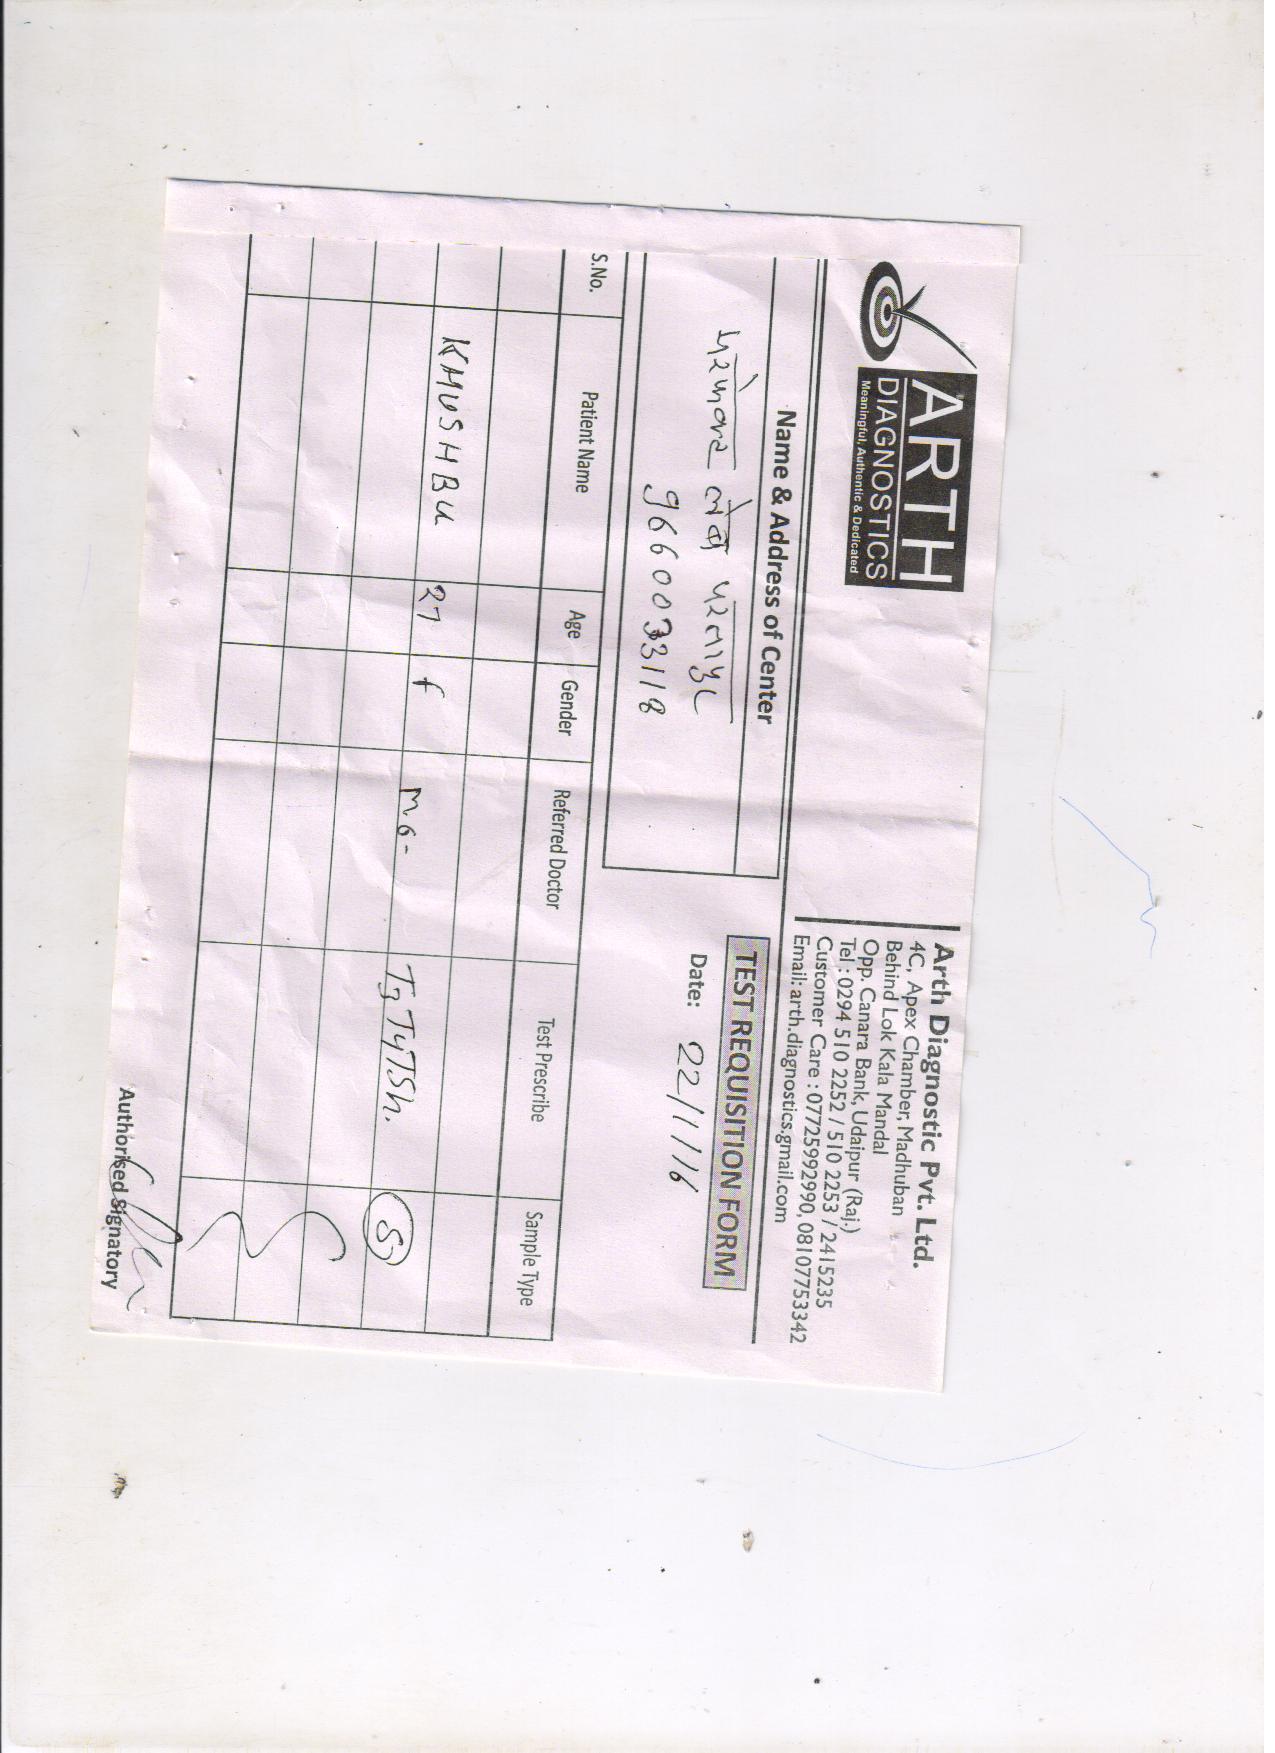 ARTH
DIAGNOSTICS
Meaningful, Authentic & Dedicated
Arth Diagnostic Pvt. Ltd.
4C, Apex Chamber, Madhuban
Behind Lok Kala Mandal
Opp. Canara Bank, Udaipur (Raj.)
Tel : 0294 510 2252 / 510 2253 / 2415235
Customer Care : 07725992990, 08107753342
Email: arth.diagnostics.gmail.com
Name & Address of Center
लेब
9660033118
TEST REQUISITION FORM
Date: 22/1/16
S.No. Patient Name Age Gender Referred Doctor Test Prescribe Sample Type
KHUSHBU 27 f MG- T3 T4 TSh. S
Authorised Signatory